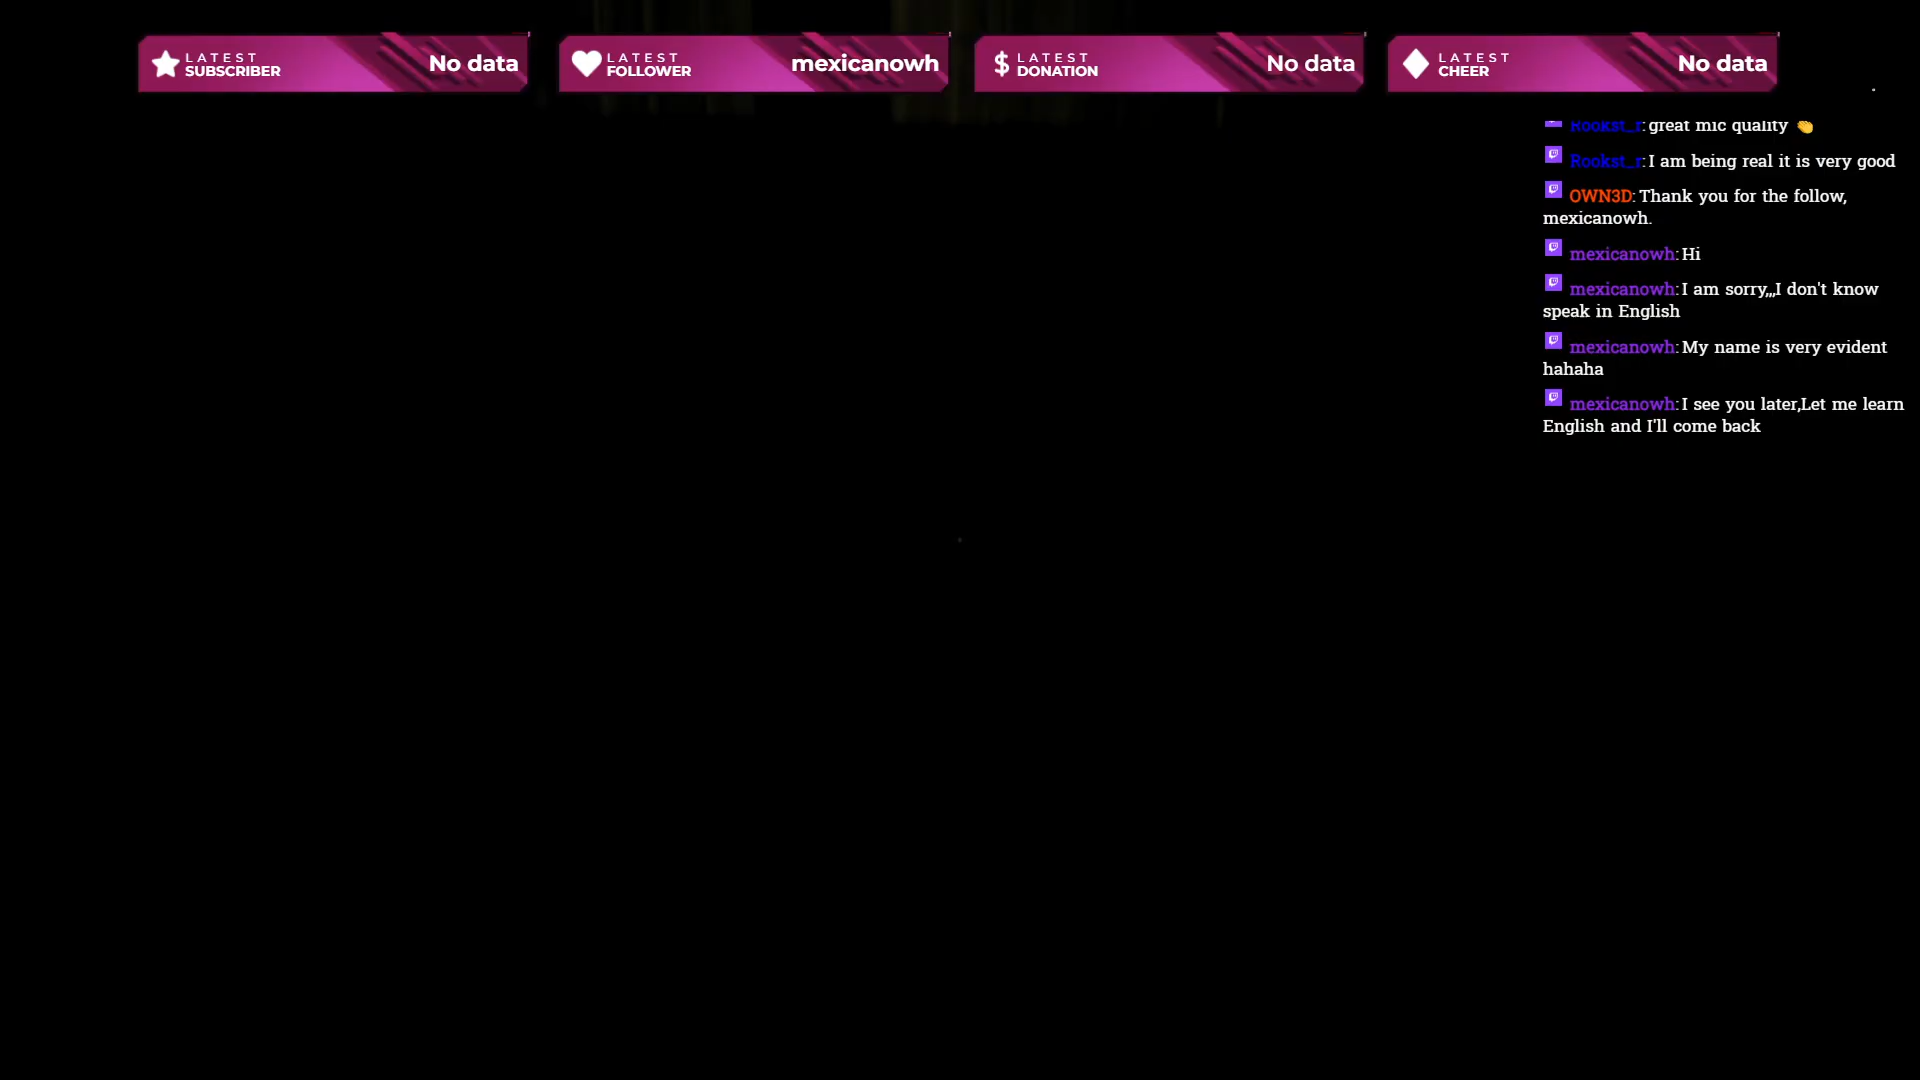 LATEST
SUBSCRIBER
No data
LATEST
FOLLOWER
mexicanowh
LATEST
DONATION
No data
LATEST
CHEER
No data
Rookst_r: great mic quality 👏
Rookst_r: I am being real it is very good
OWN3D: Thank you for the follow,
mexicanowh.
mexicanowh: Hi
mexicanowh: I am sorry,,,I don't know
speak in English
mexicanowh: My name is very evident
hahaha
mexicanowh: I see you later,Let me learn
English and I'll come back